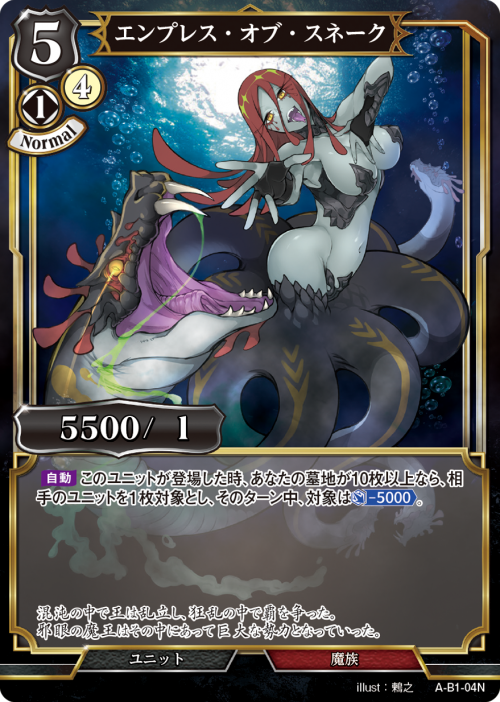 5
エンプレス・オブ・スネーク
4
1
Normal
5500/ 1
自動 このユニットが登場した時、あなたの墓地が10枚以上なら、相
手のユニットを1枚対象とし、そのターン中、対象は-5000。
混沌の中で王は乱立し、狂乱の中で覇を争った。
邪眼の魔王はその中にあって巨大な勢力となっていった。
ユニット
魔族
illust：鶫之
A-B1-04N